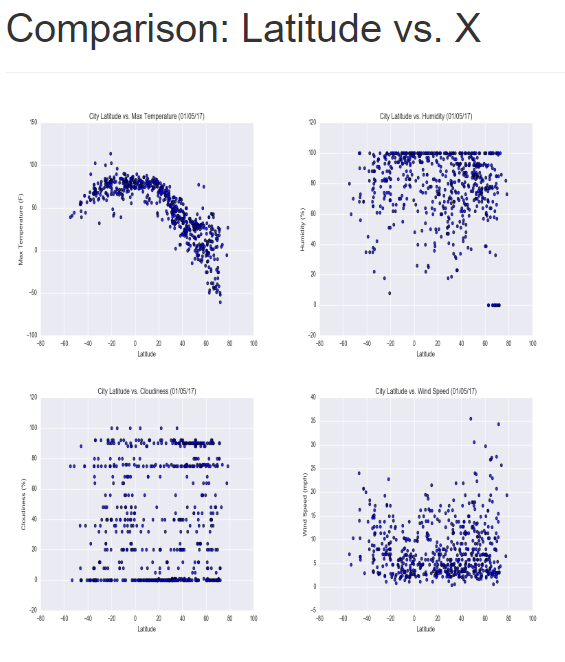 Comparison: Latitude vs. X
City Latitude vs. Max Temperature (01/05/17)
150
100
50
0
−50
−100
Max Temperature (F)
−80 −60 −40 −20 0 20 40 60 80 100
Latitude
City Latitude vs. Humidity (01/05/17)
120
100
80
60
40
20
0
−20
Humidity (%)
−80 −60 −40 −20 0 20 40 60 80 100
Latitude
City Latitude vs. Cloudiness (01/05/17)
120
100
80
60
40
20
0
−20
Cloudiness (%)
−80 −60 −40 −20 0 20 40 60 80 100
Latitude
City Latitude vs. Wind Speed (01/05/17)
40
35
30
25
20
15
10
5
0
−5
Wind Speed (mph)
−80 −60 −40 −20 0 20 40 60 80 100
Latitude